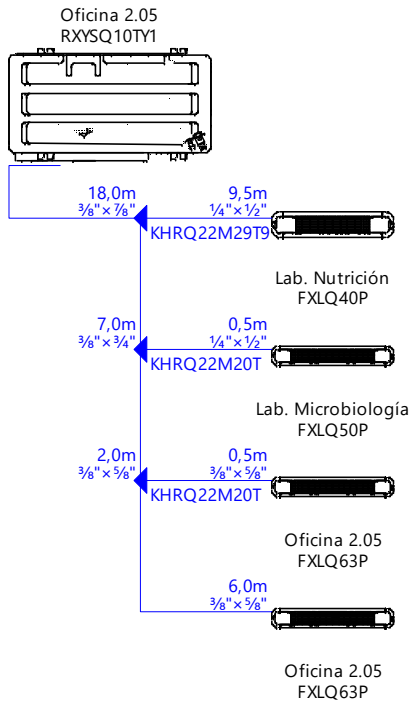 Oficina 2.05
RXYSQ10TY1
18,0m
⅜"×⅞"
9,5m
¼"×½"
KHRQ22M29T9
Lab. Nutrición
FXLQ40P
7,0m
⅜"×¾"
0,5m
¼"×½"
KHRQ22M20T
Lab. Microbiología
FXLQ50P
2,0m
⅜"×⅝"
0,5m
⅜"×⅝"
KHRQ22M20T
Oficina 2.05
FXLQ63P
6,0m
⅜"×⅝"
Oficina 2.05
FXLQ63P